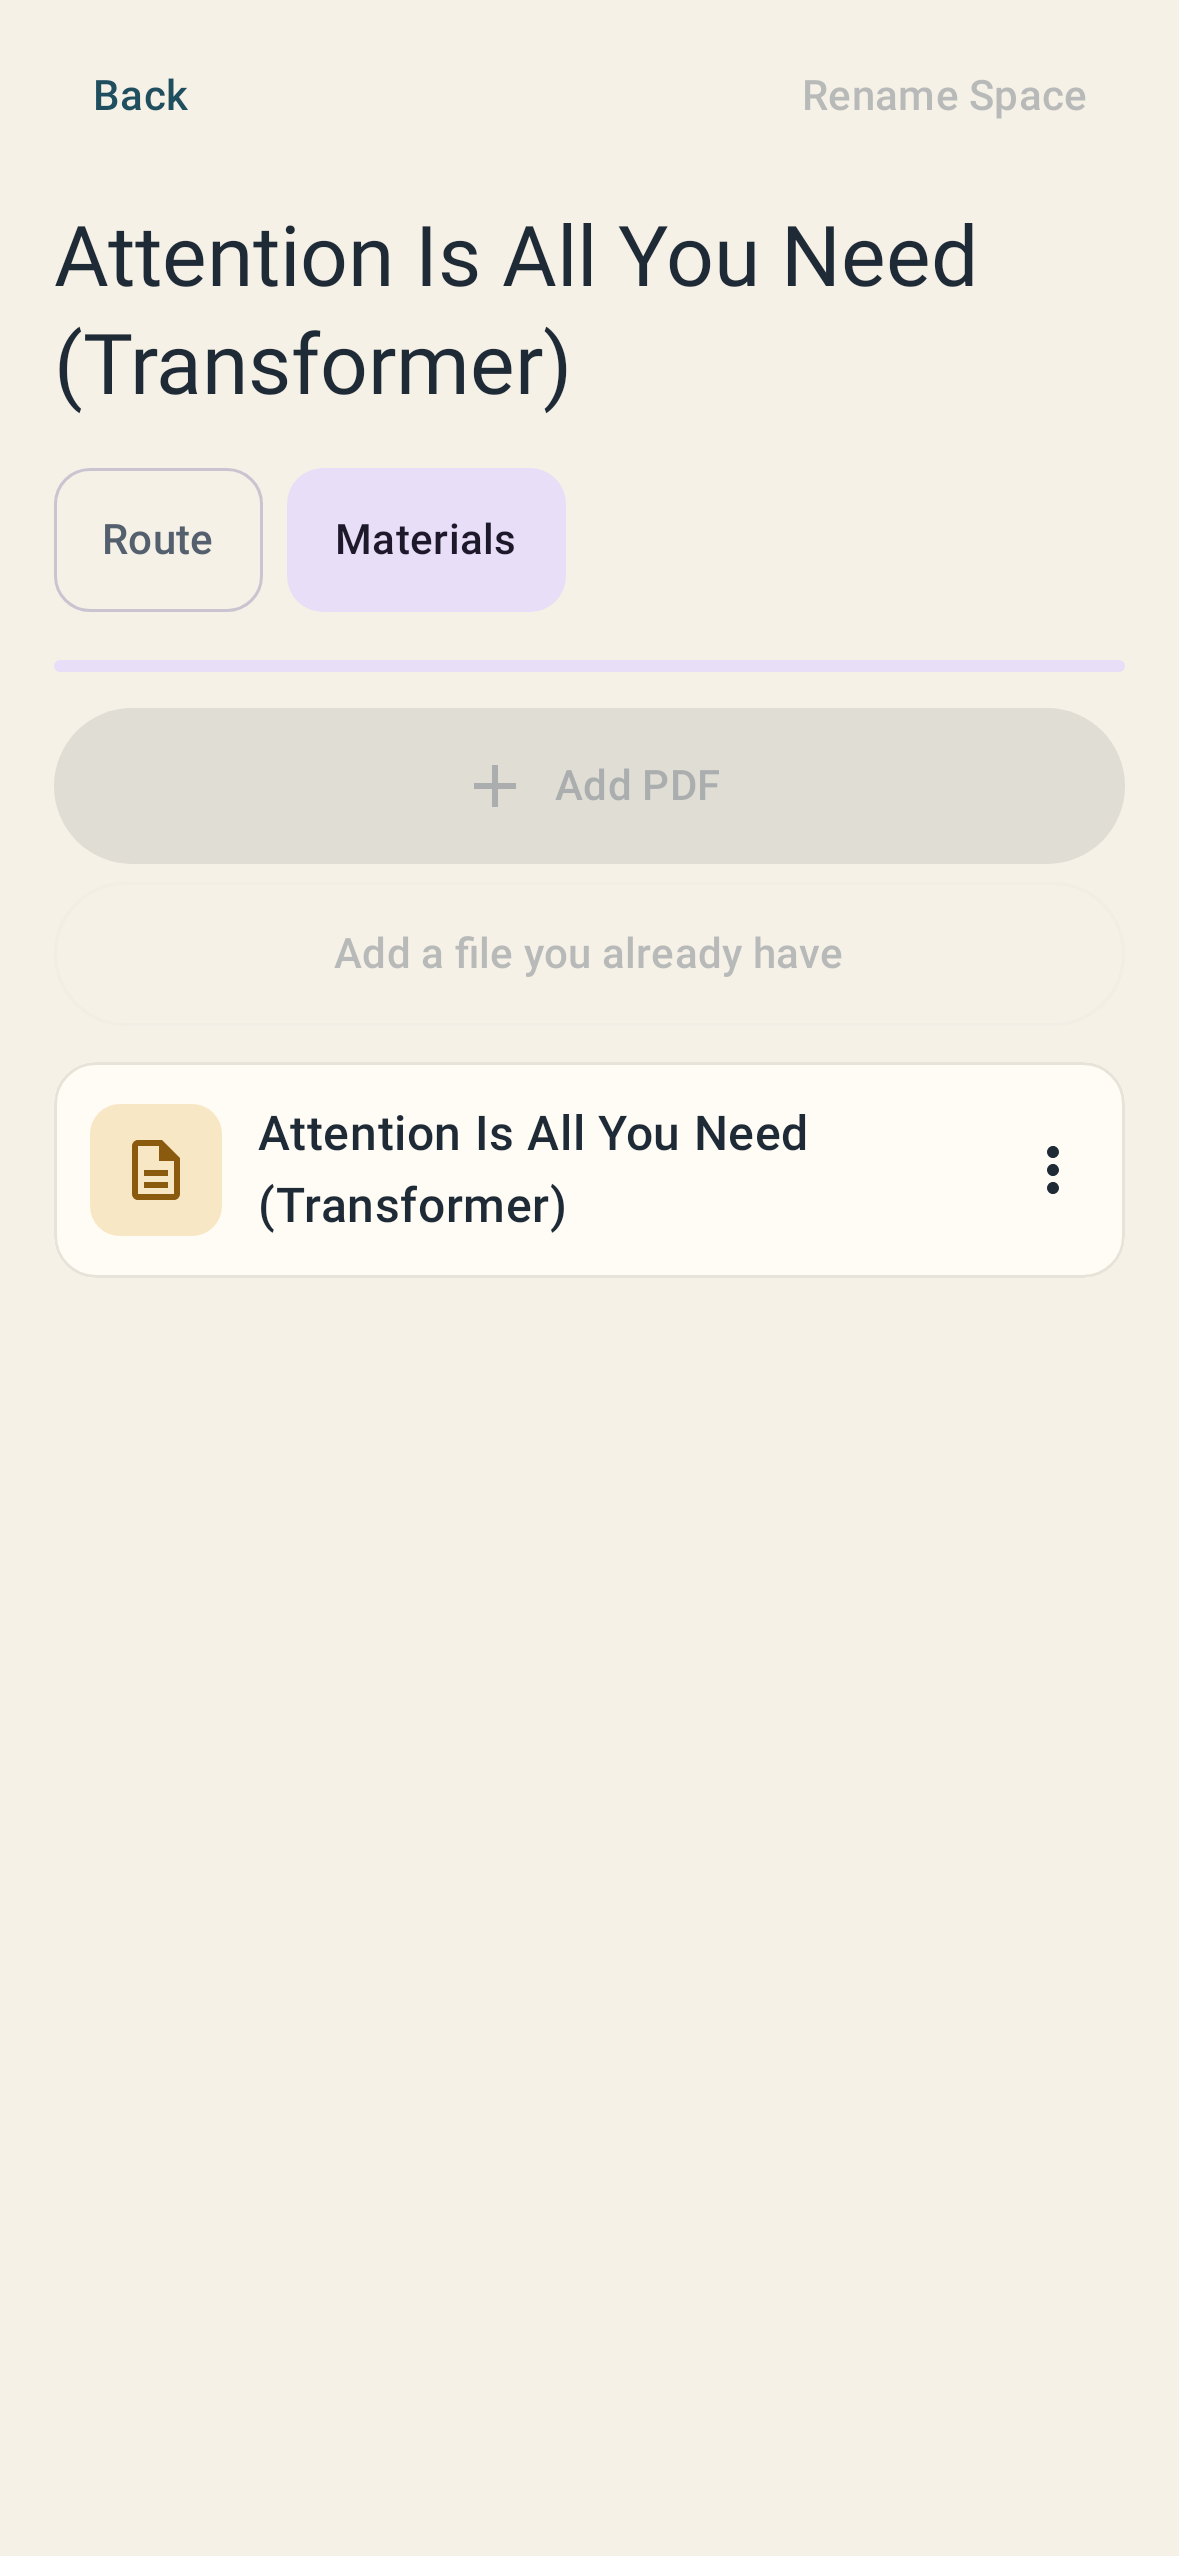 Back
Rename Space
Attention Is All You Need
(Transformer)
Route
Materials
Add PDF
Add a file you already have
Attention Is All You Need
(Transformer)